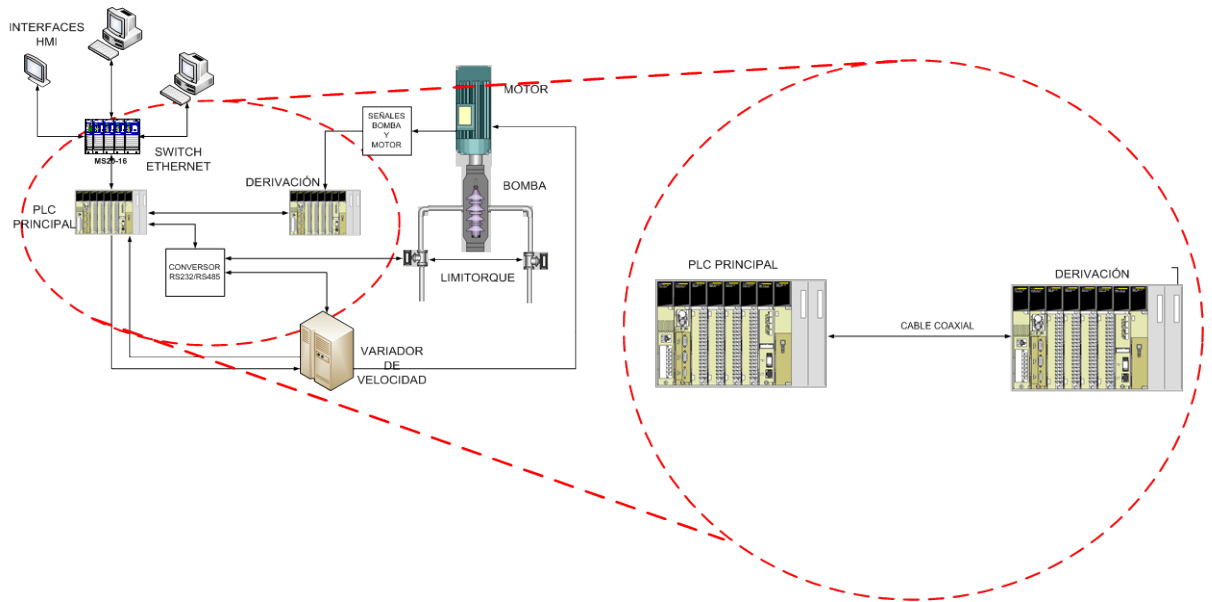 INTERFACES
HMI
MS20-16
SWITCH
ETHERNET
PLC
PRINCIPAL
DERIVACIÓN
SEÑALES
BOMBA
Y
MOTOR
MOTOR
BOMBA
LIMITORQUE
CONVERSOR
RS232/RS485
VARIADOR
DE
VELOCIDAD
PLC PRINCIPAL
CABLE COAXIAL
DERIVACIÓN